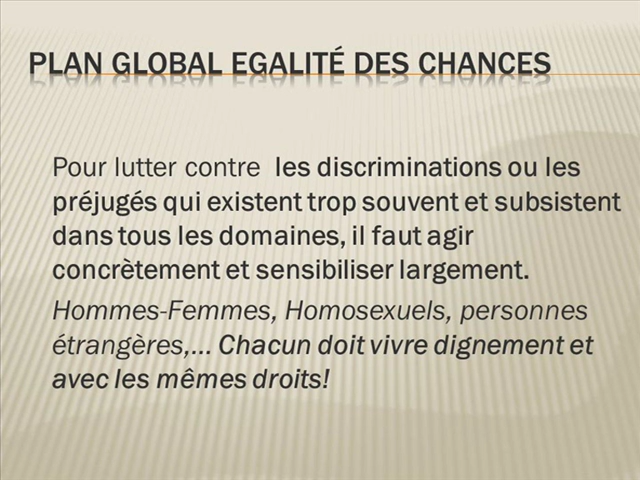 PLAN GLOBAL EGALITÉ DES CHANCES
Pour lutter contre  les discriminations ou les
préjugés qui existent trop souvent et subsistent
dans tous les domaines, il faut agir
concrètement et sensibiliser largement.
Hommes-Femmes, Homosexuels, personnes
étrangères,... Chacun doit vivre dignement et
avec les mêmes droits!